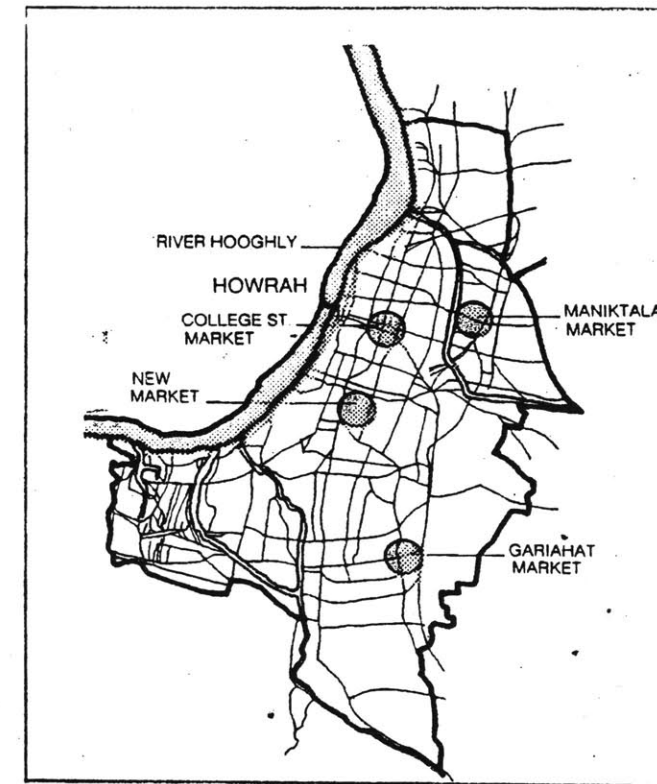 RIVER HOOGHLY
HOWRAH
COLLEGE ST.
MARKET
MANIKTALA
MARKET
NEW
MARKET
GARIAHAT
MARKET